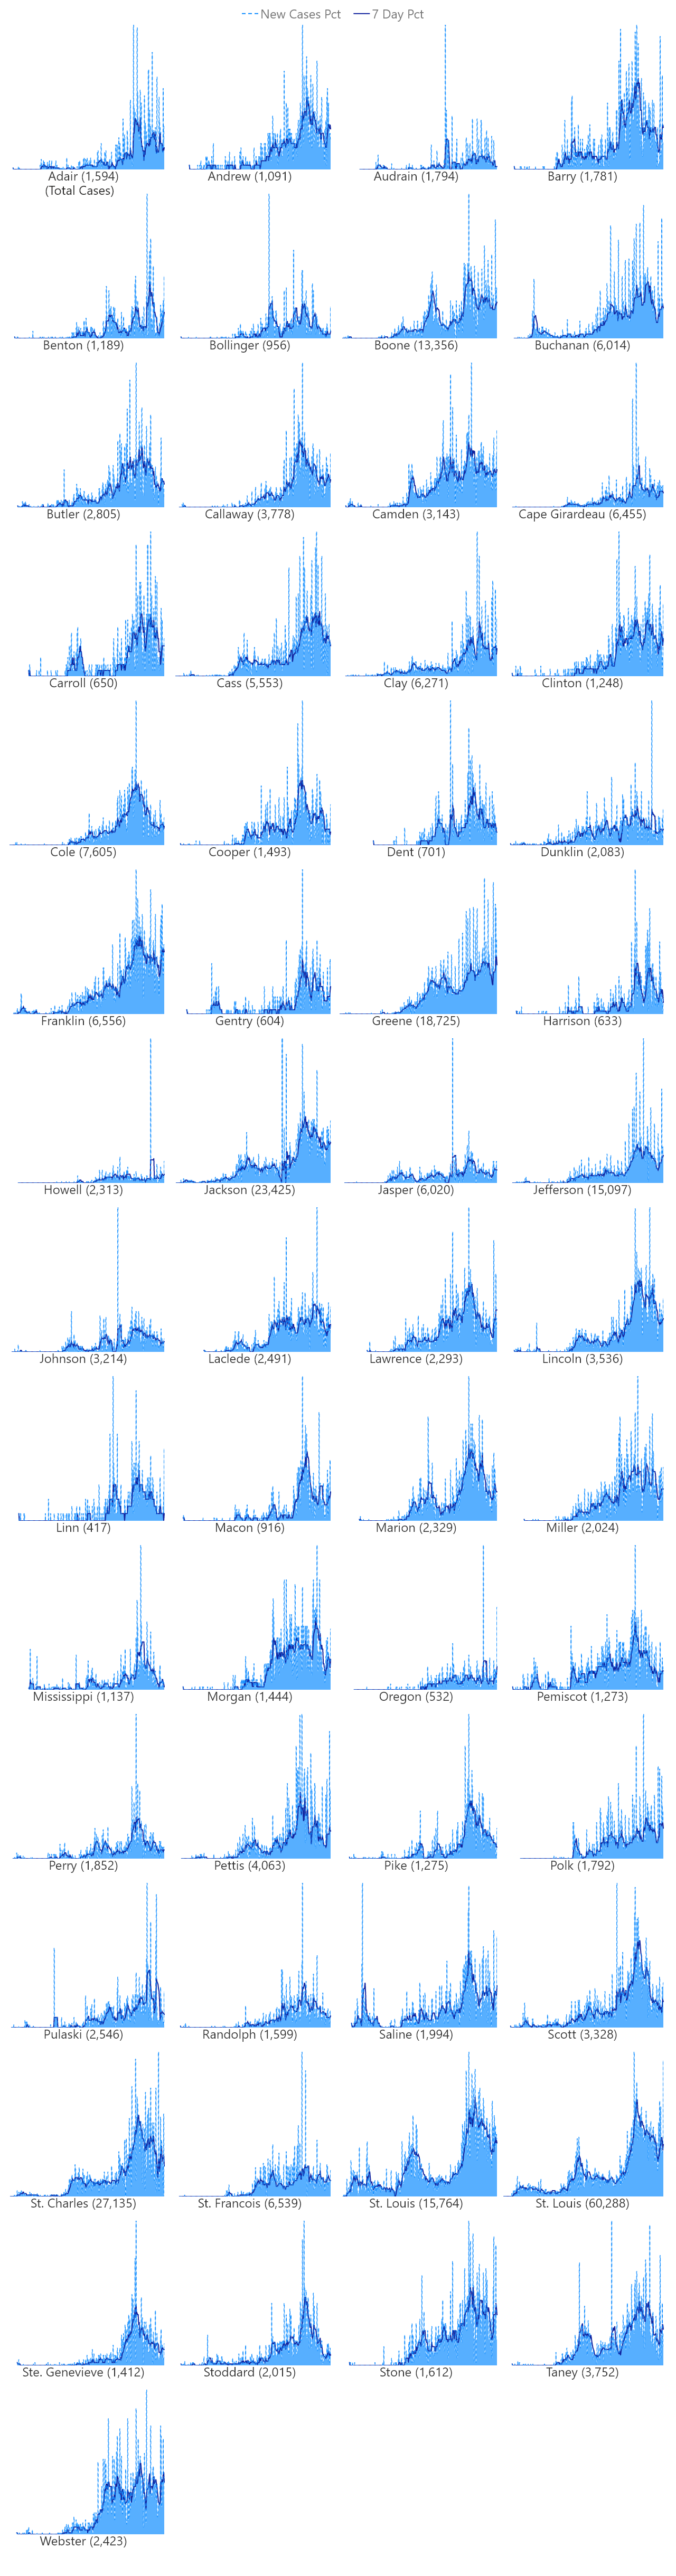 New Cases Pct 7 Day Pct
Adair (1,594) Andrew (1,091) Audrain (1,794) Barry (1,781)
(Total Cases)
Benton (1,189) Bollinger (956) Boone (13,356) Buchanan (6,014)
Butler (2,805) Callaway (3,778) Camden (3,143) Cape Girardeau (6,455)
Carroll (650) Cass (5,553) Clay (6,271) Clinton (1,248)
Cole (7,605) Cooper (1,493) Dent (701) Dunklin (2,083)
Franklin (6,556) Gentry (604) Greene (18,725) Harrison (633)
Howell (2,313) Jackson (23,425) Jasper (6,020) Jefferson (15,097)
Johnson (3,214) Laclede (2,491) Lawrence (2,293) Lincoln (3,536)
Linn (417) Macon (916) Marion (2,329) Miller (2,024)
Mississippi (1,137) Morgan (1,444) Oregon (532) Pemiscot (1,273)
Perry (1,852) Pettis (4,063) Pike (1,275) Polk (1,792)
Pulaski (2,546) Randolph (1,599) Saline (1,994) Scott (3,328)
St. Charles (27,135) St. Francois (6,539) St. Louis (15,764) St. Louis (60,288)
Ste. Genevieve (1,412) Stoddard (2,015) Stone (1,612) Taney (3,752)
Webster (2,423)